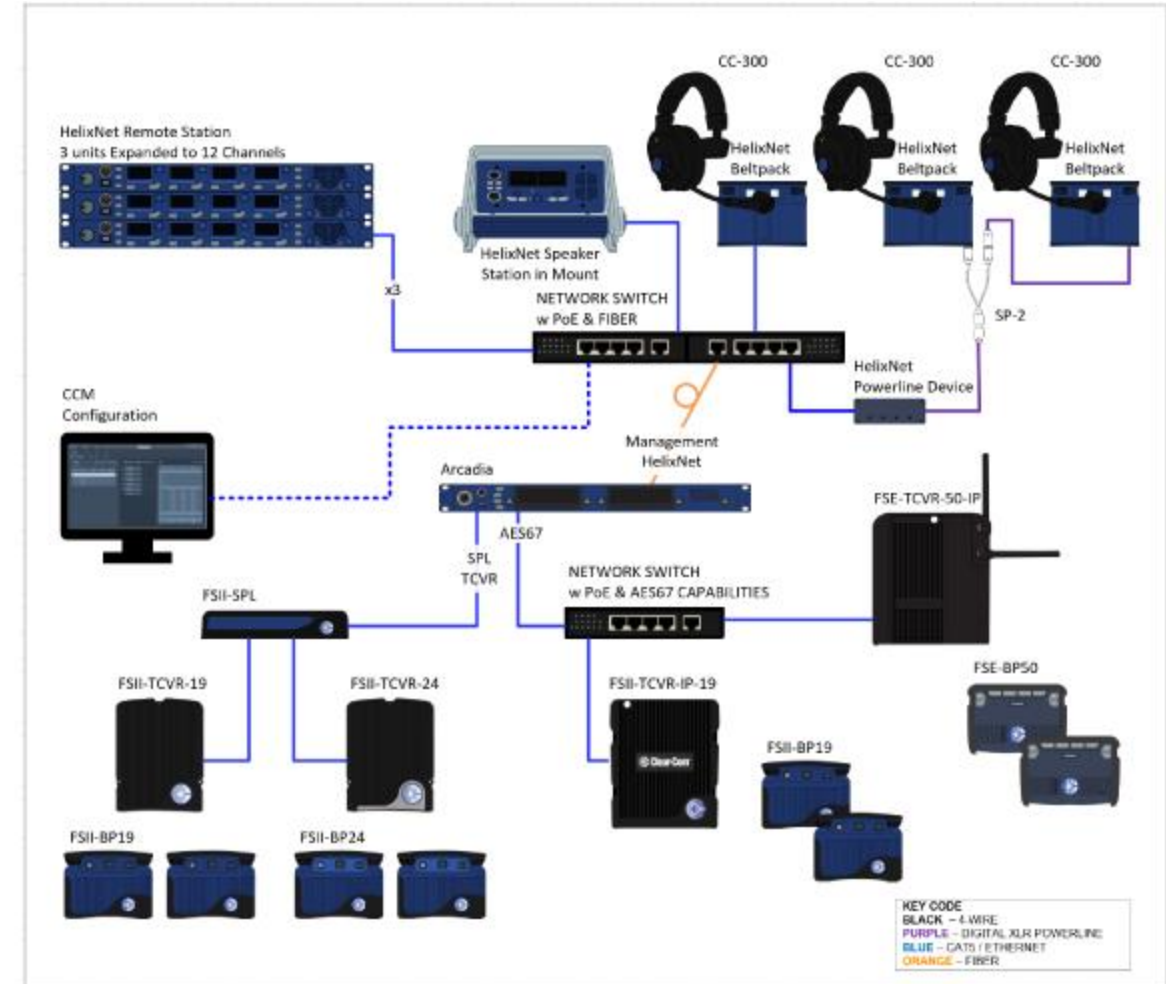 CC-300
CC-300
CC-300
HelixNet Remote Station
3 units Expanded to 12 Channels
HelixNet
Beltpack
HelixNet
Beltpack
HelixNet
Beltpack
HelixNet Speaker
Station in Mount
x3
NETWORK SWITCH
w PoE & FIBER
SP-2
HelixNet
Powerline Device
CCM
Configuration
Management
HelixNet
Arcadia
AES67
SPL
TCVR
FSE-TCVR-50-IP
NETWORK SWITCH
w PoE & AES67 CAPABILITIES
FSII-SPL
FSII-TCVR-19
FSII-TCVR-24
FSII-TCVR-IP-19
FSE-BP50
Clear-Com
FSII-BP19
FSII-BP19
FSII-BP24
KEY CODE
BLACK – 4-WIRE
PURPLE – DIGITAL XLR POWERLINE
BLUE – CAT5 / ETHERNET
ORANGE – FIBER